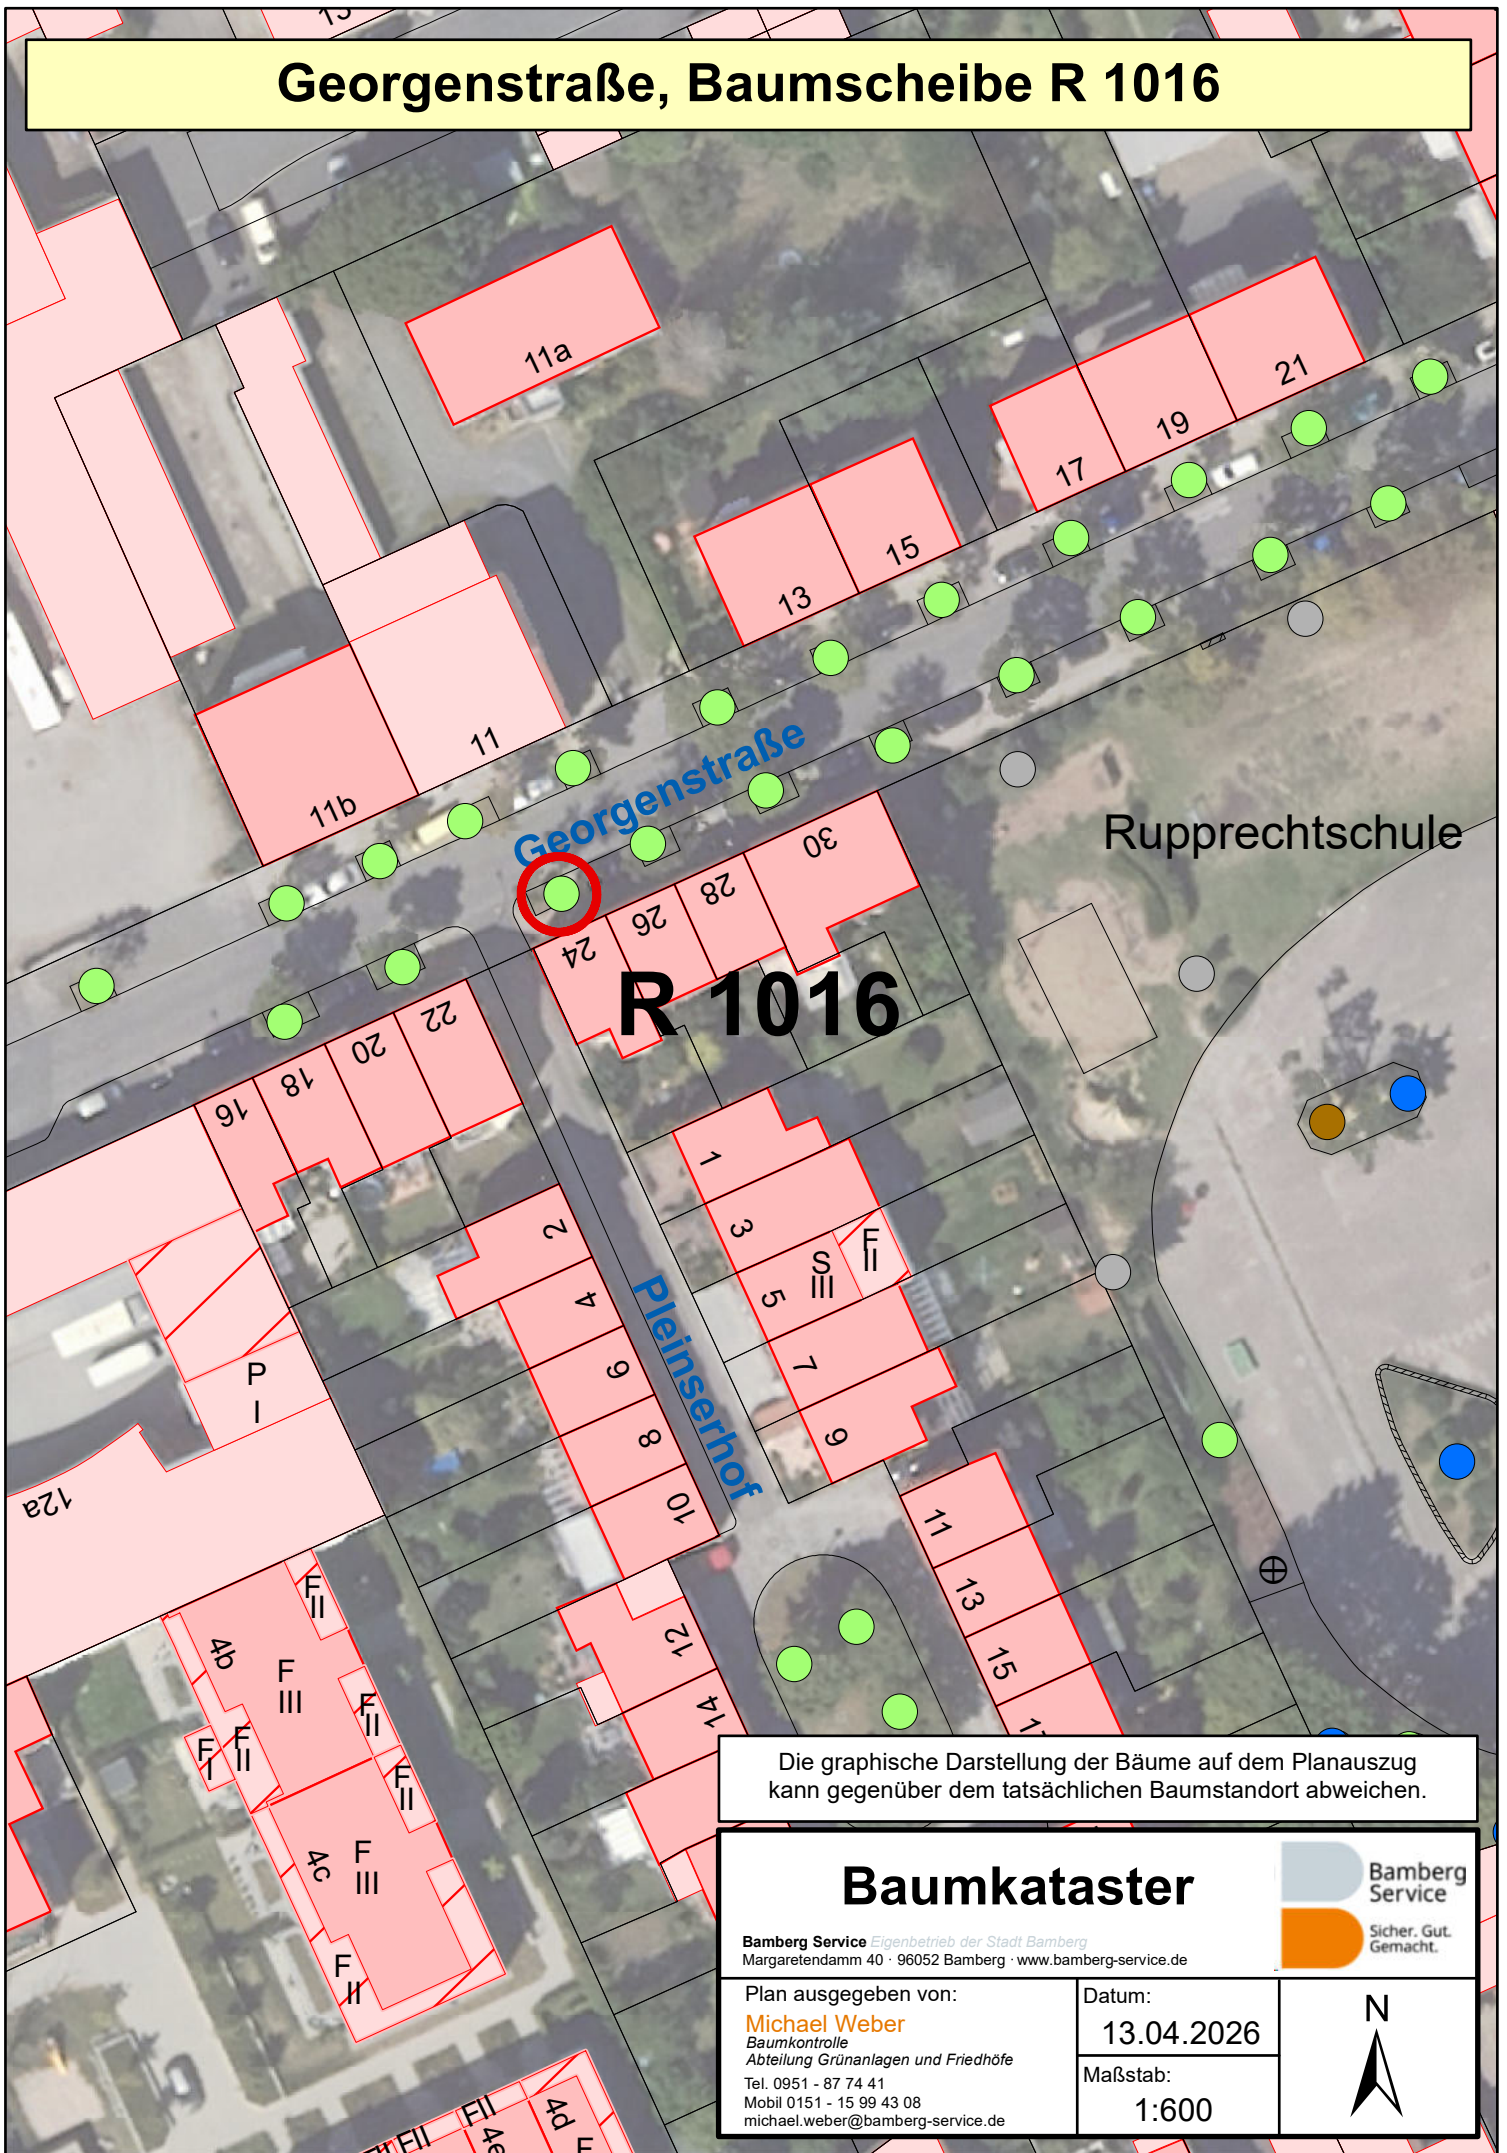 13
Georgenstraße, Baumscheibe R 1016
11a
21
19
17
15
13
11
11b
Georgenstraße
30
28
26
24
Rupprechtschule
R 1016
22
20
18
16
1
3
F
II
S
III
5
7
9
2
4
6
8
10
Pleinserhof
P
I
12a
11
13
15
12
14
F
II
4b
F
III
F
II
F
II
F
I
F
II
4c
F
III
F
II
FII
FII
4d
4e
F
Die graphische Darstellung der Bäume auf dem Planauszug
kann gegenüber dem tatsächlichen Baumstandort abweichen.
Baumkataster
Bamberg
Service
Sicher. Gut.
Gemacht.
Bamberg Service Eigenbetrieb der Stadt Bamberg
Margaretendamm 40 · 96052 Bamberg · www.bamberg-service.de
Plan ausgegeben von:
Michael Weber
Baumkontrolle
Abteilung Grünanlagen und Friedhöfe
Tel. 0951 - 87 74 41
Mobil 0151 - 15 99 43 08
michael.weber@bamberg-service.de
Datum:
13.04.2026
Maßstab:
1:600
N